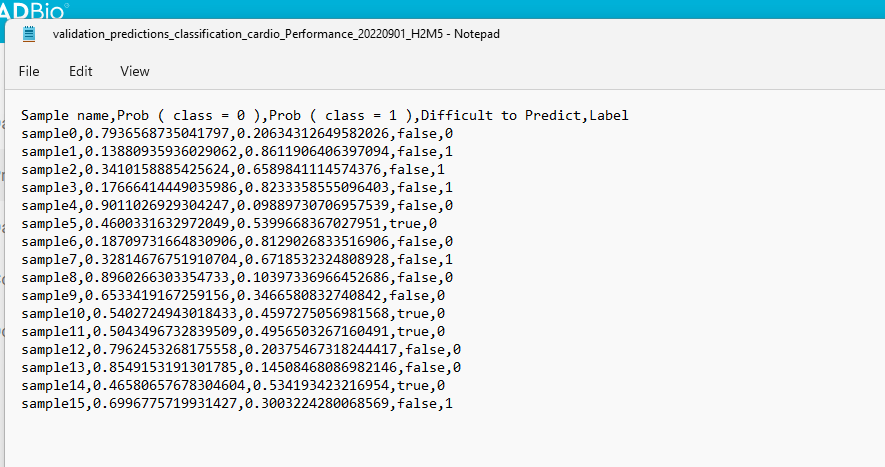 ADBio
validation_predictions_classification_cardio_Performance_20220901_H2M5 - Notepad
File Edit View
Sample name,Prob ( class = 0 ),Prob ( class = 1 ),Difficult to Predict,Label
sample0,0.7936568735041797,0.20634312649582026,false,0
sample1,0.13880935936029062,0.8611906406397094,false,1
sample2,0.3410158885425624,0.6589841114574376,false,1
sample3,0.17666414449035986,0.8233358555096403,false,1
sample4,0.9011026929304247,0.09889730706957539,false,0
sample5,0.4600331632972049,0.5399668367027951,true,0
sample6,0.18709731664830906,0.8129026833516906,false,0
sample7,0.32814676751910704,0.6718532324808928,false,1
sample8,0.8960266303354733,0.10397336966452686,false,0
sample9,0.6533419167259156,0.3466580832740842,false,0
sample10,0.5402724943018433,0.4597275056981568,true,0
sample11,0.5043496732839509,0.4956503267160491,true,0
sample12,0.7962453268175558,0.20375467318244417,false,0
sample13,0.8549153191301785,0.14508468086982146,false,0
sample14,0.46580657678304604,0.534193423216954,true,0
sample15,0.6996775719931427,0.3003224280068569,false,1